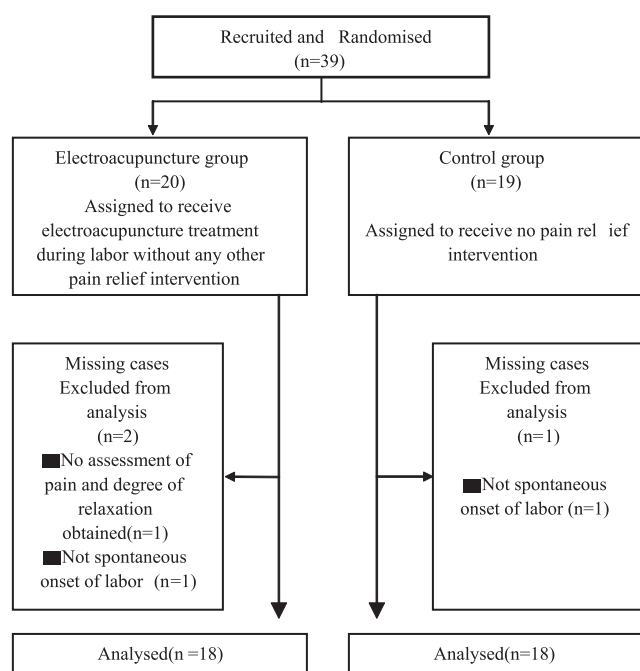 Recruited and Randomised
(n=39)
Electroacupuncture group
(n=20)
Assigned to receive
electroacupuncture treatment
during labor without any other
pain relief intervention
Control group
(n=19)
Assigned to receive no pain rel ief
intervention
Missing cases
Excluded from
analysis
(n=2)
■No assessment of
pain and degree of
relaxation
obtained(n=1)
■Not spontaneous
onset of labor (n=1)
Missing cases
Excluded from
analysis
(n=1)
■Not spontaneous
onset of labor (n=1)
Analysed(n =18)
Analysed(n=18)